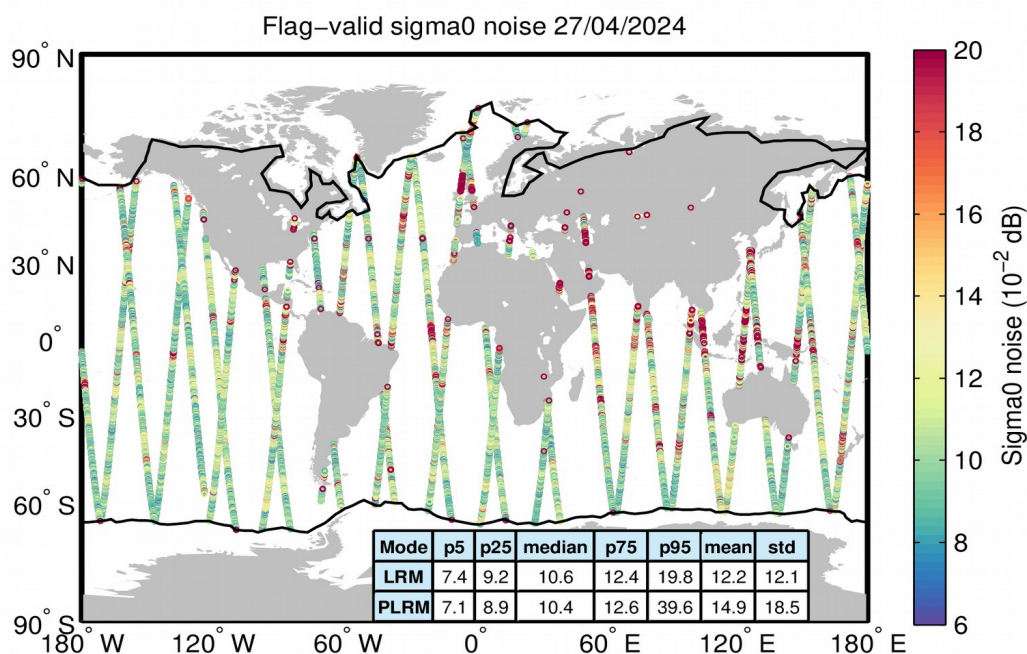 Flag−valid sigma0 noise 27/04/2024
90° N
60° N
30° N
0°
30° S
60° S
90° S
180° W
120° W
60° W
0°
60° E
120° E
180° E
Mode p5 p25 median p75 p95 mean std
LRM 7.4 9.2 10.6 12.4 19.8 12.2 12.1
PLRM 7.1 8.9 10.4 12.6 39.6 14.9 18.5
20
18
16
14
12
10
8
6
Sigma0 noise (10⁻² dB)